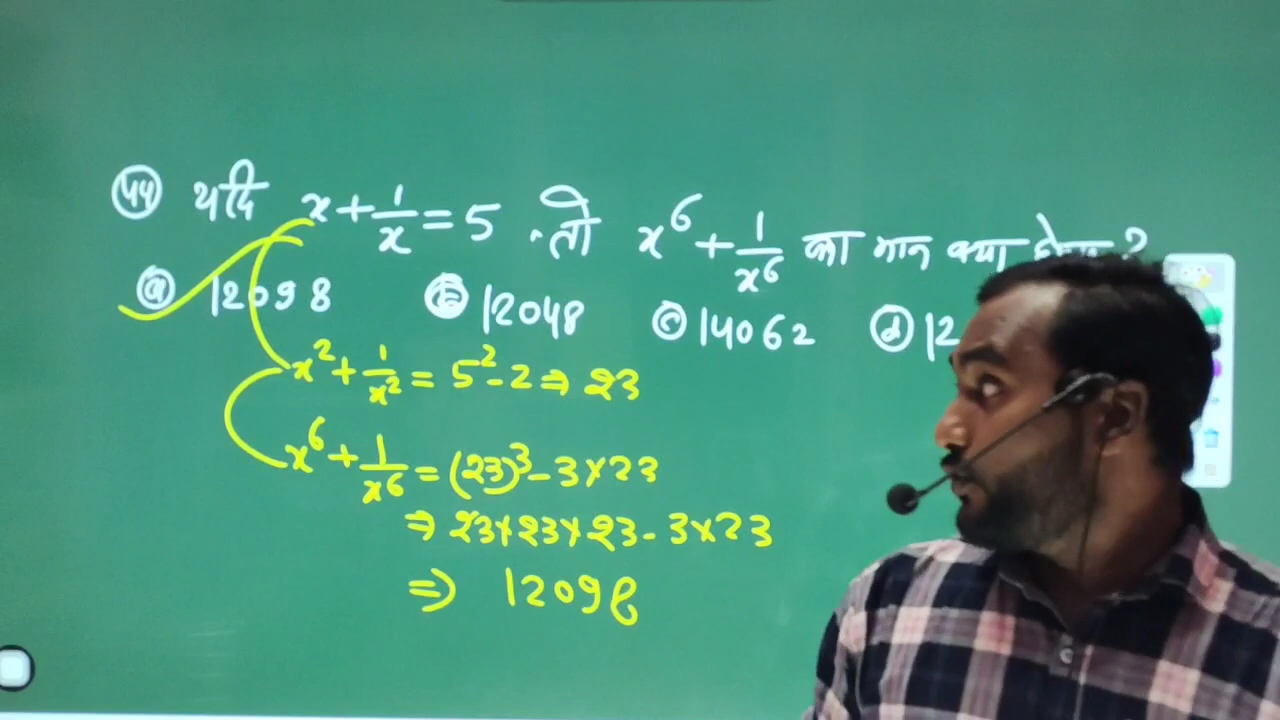 44 यदि x + 1/x = 5 .तो x⁶ + 1/x⁶ का मान क्या ?
ⓐ 12098 ⓑ 12048 ⓒ 14062 ⓓ 12
x² + 1/x² = 5² - 2 ⇒ 23
x⁶ + 1/x⁶ = (23)³ - 3×23
⇒ 23×23×23 - 3×23
⇒ 12098